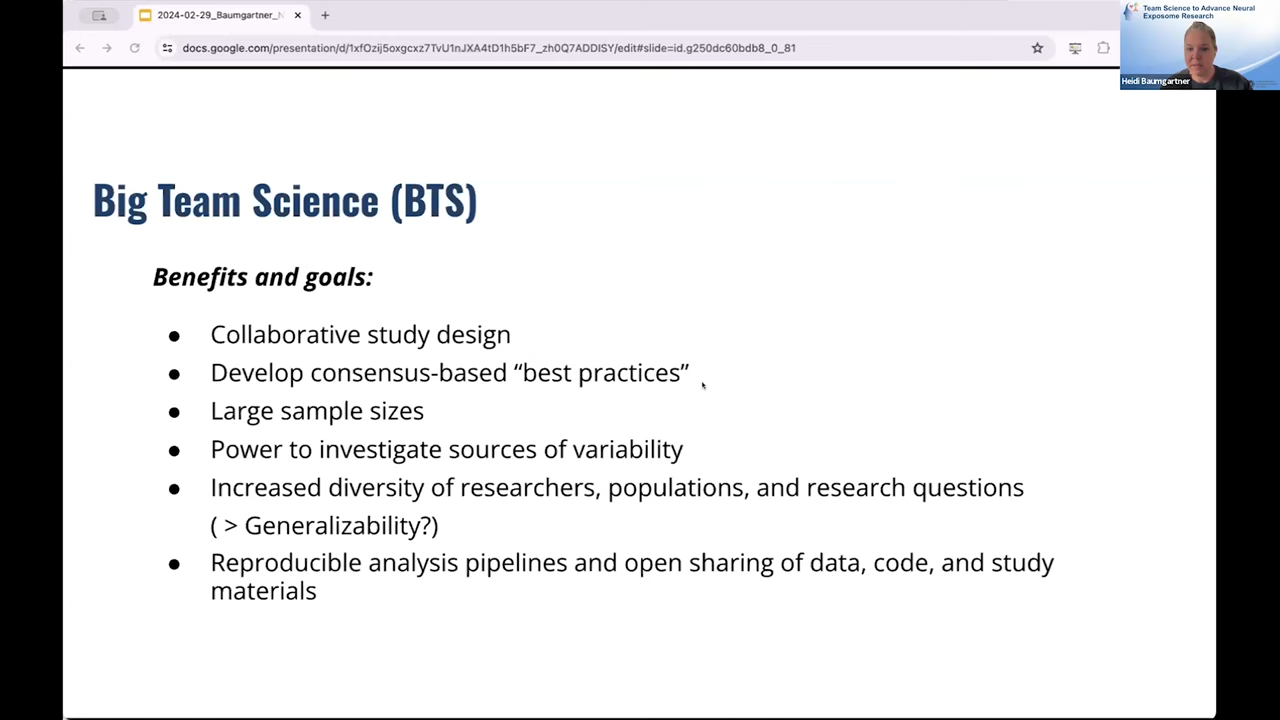 2024-02-29_Baumgartner_N
docs.google.com/presentation/d/1xfOzij5oxgcxz7TvU1nJXA4tD1h5bF7_zh0Q7ADDISY/edit#slide=id.g250dc60bdb8_0_81
Team Science to Advance Neural
Exposome Research
Heidi Baumgartner
Big Team Science (BTS)
Benefits and goals:
● Collaborative study design
● Develop consensus-based “best practices”
● Large sample sizes
● Power to investigate sources of variability
● Increased diversity of researchers, populations, and research questions
( > Generalizability?)
● Reproducible analysis pipelines and open sharing of data, code, and study
materials